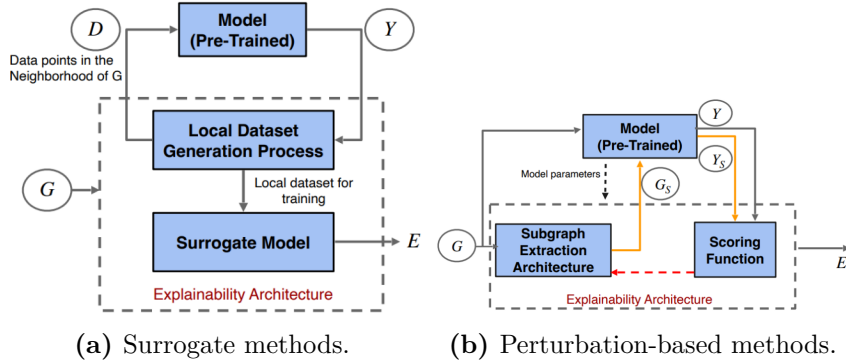 D
Model
(Pre-Trained)
Y
Data points in the
Neighborhood of G
Local Dataset
Generation Process
G
Local dataset for
training
Surrogate Model
E
Explainability Architecture
(a) Surrogate methods.
Y
Model
(Pre-Trained)
Y_S
Model parameters
G_S
G
Subgraph
Extraction
Architecture
Scoring
Function
E
Explainability Architecture
(b) Perturbation-based methods.